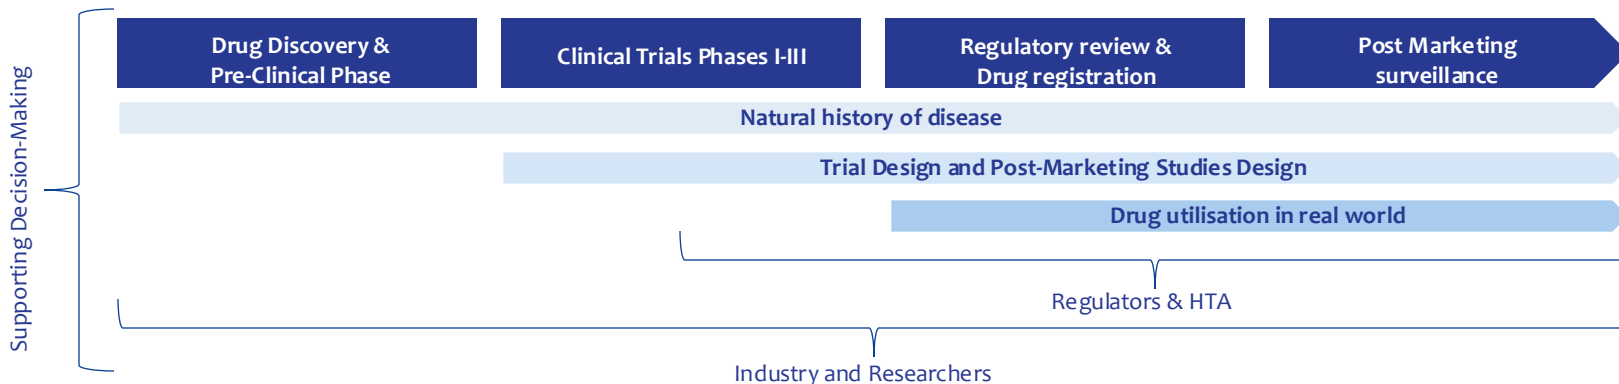 Supporting Decision-Making
Drug Discovery &
Pre-Clinical Phase
Clinical Trials Phases I-III
Regulatory review &
Drug registration
Post Marketing
surveillance
Natural history of disease
Trial Design and Post-Marketing Studies Design
Drug utilisation in real world
Regulators & HTA
Industry and Researchers